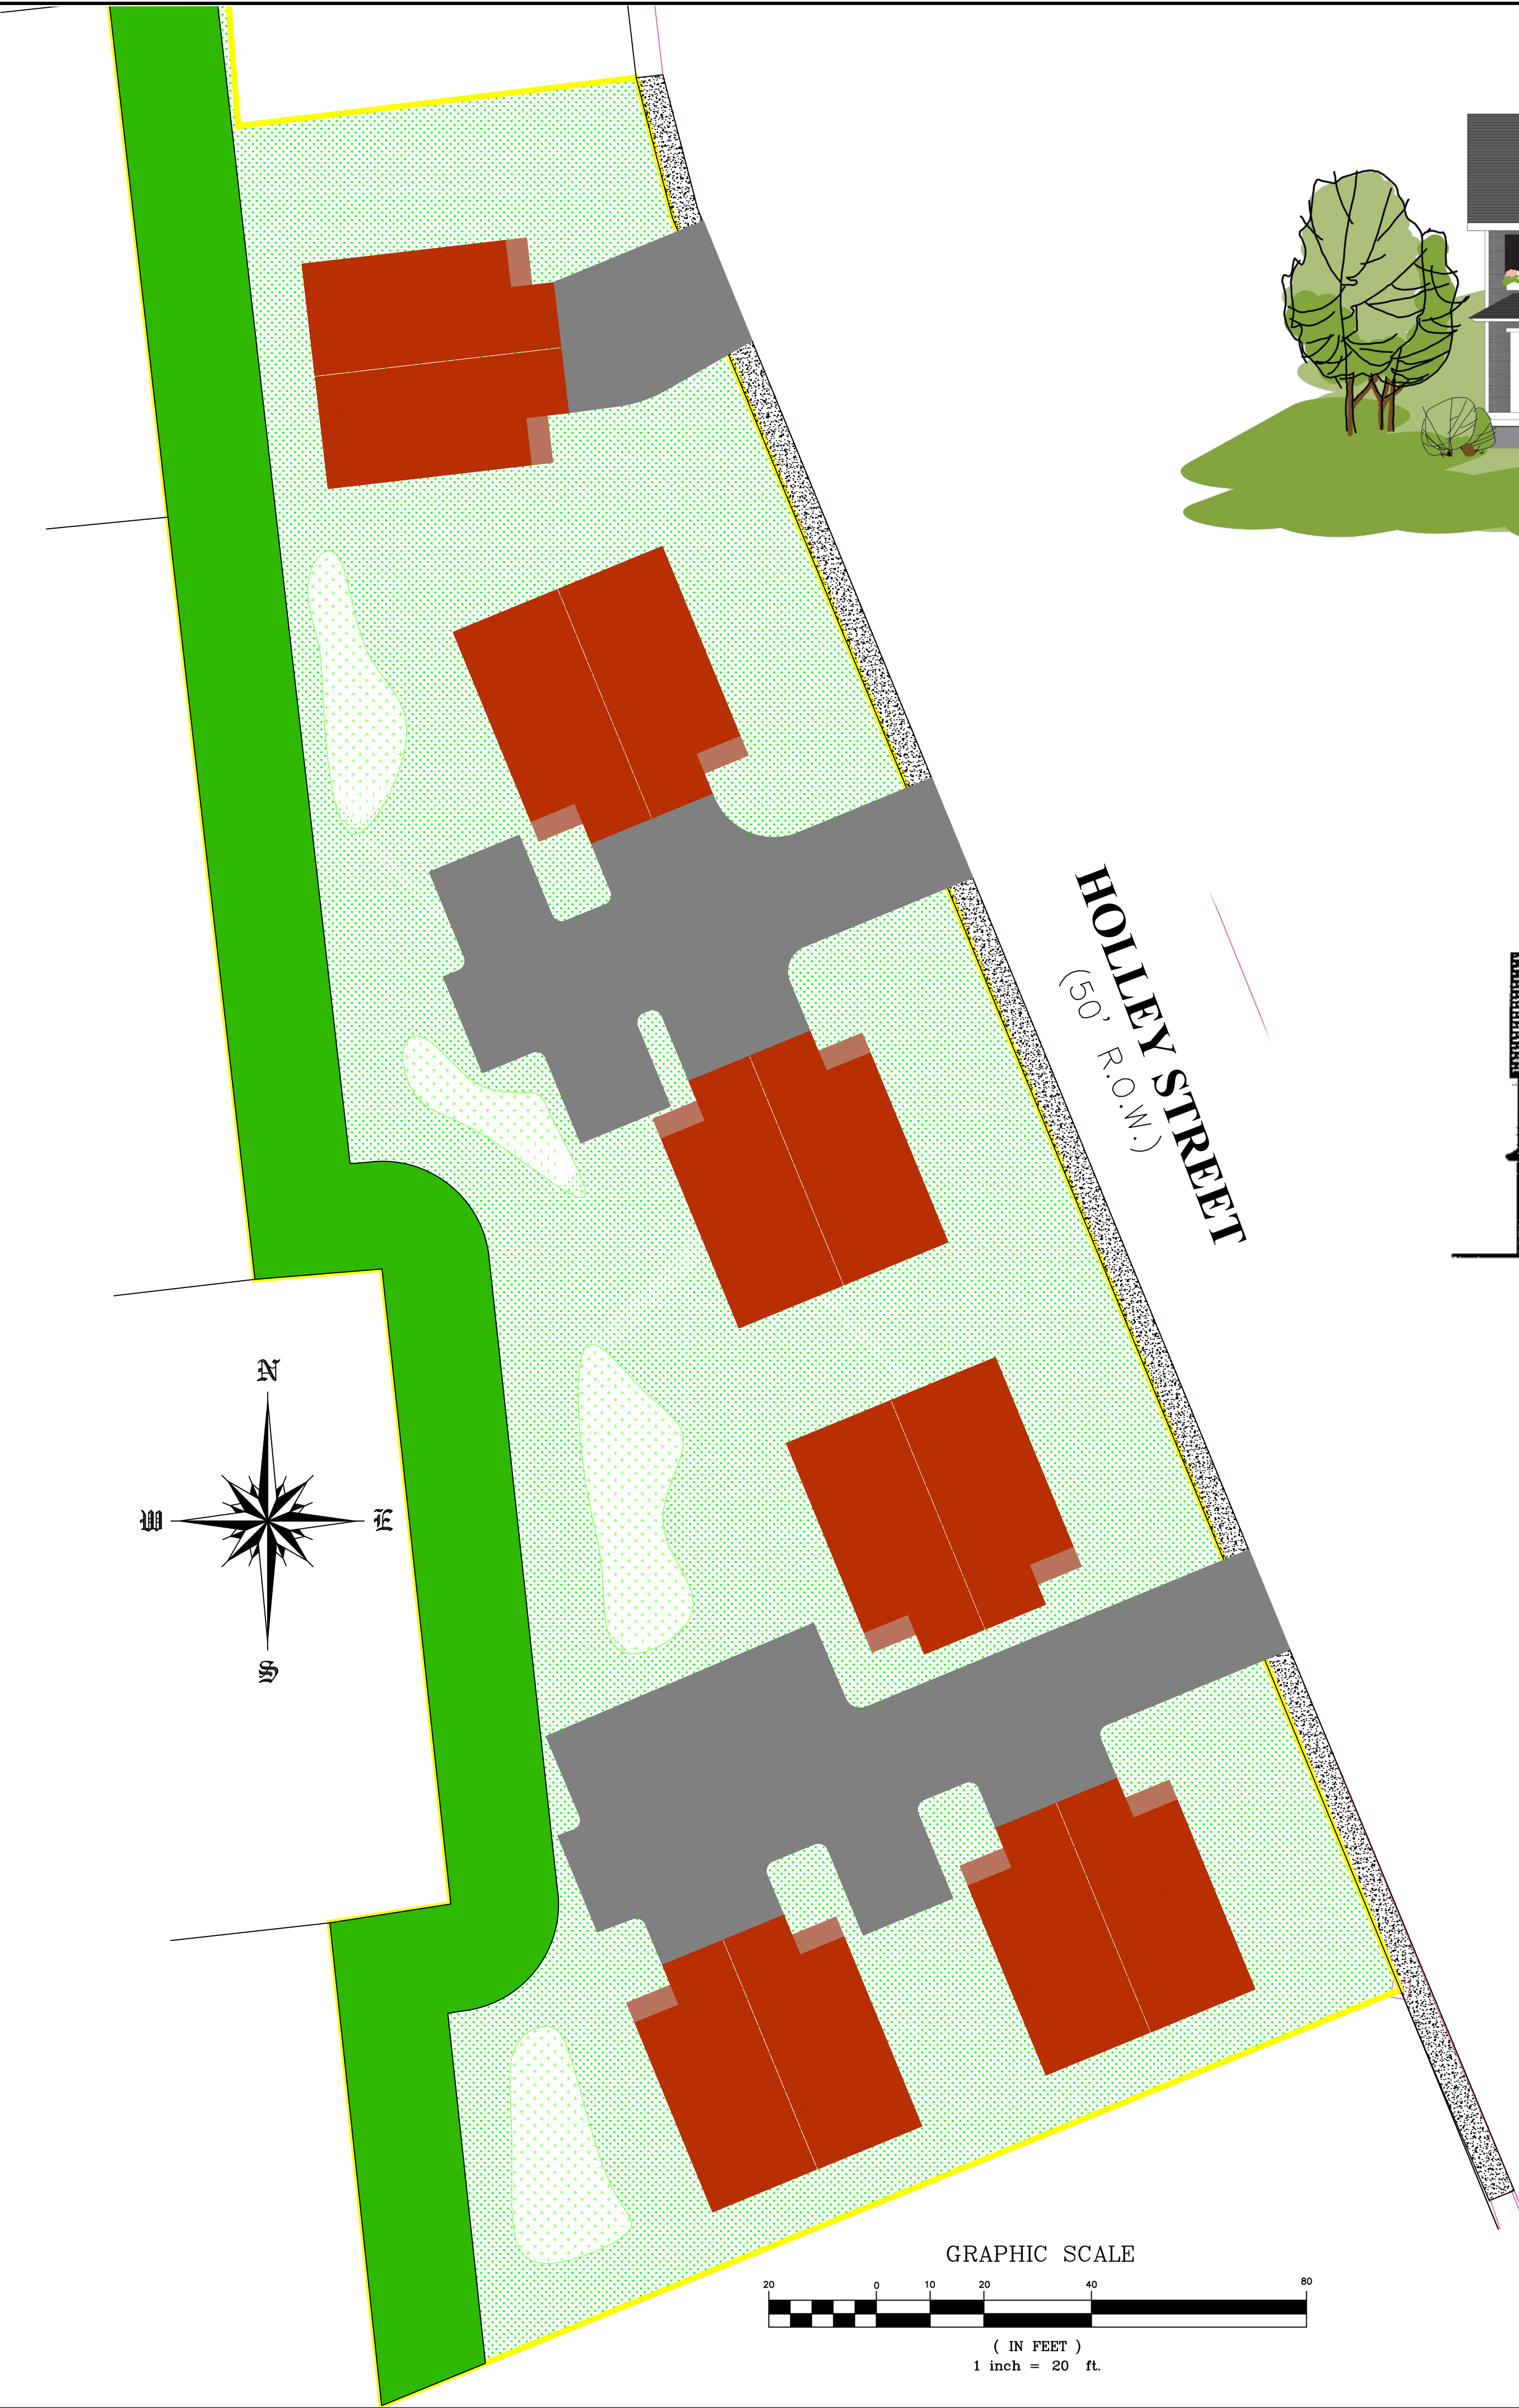 HOLLEY STREET
(50' R.O.W.)
N
W
E
S
GRAPHIC SCALE
20 0 10 20 40 80
( IN FEET )
1 inch = 20 ft.